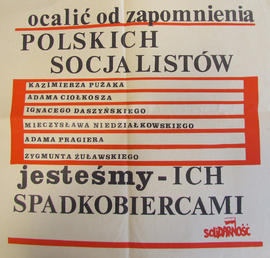 ocalić od zapomnienia
POLSKICH
SOCJALISTÓW
KAZIMIERZA PUŻAKA
ADAMA CIOŁKOSZA
IGNACEGO DASZYŃSKIEGO
MIECZYSŁAWA NIEDZIAŁKOWSKIEGO
ADAMA PRAGIERA
ZYGMUNTA ŻUŁAWSKIEGO
jesteśmy-ICH
SPADKOBIERCAMI
SOLIDARNOŚĆ